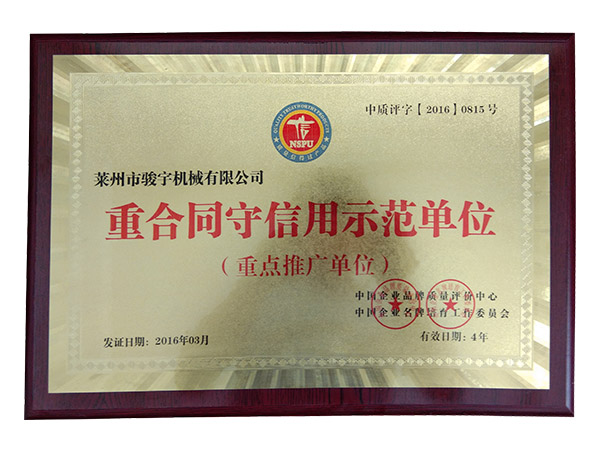 中质评字【2016】0815号
QUALITY TRUSTWORTHY PRODUCTS
NSPU
莱州市骏宇机械有限公司
重合同守信用示范单位
（重点推广单位）
中国企业品牌质量评价中心
中国企业名牌培育工作委员会
发证日期：2016年03月
有效日期：4年